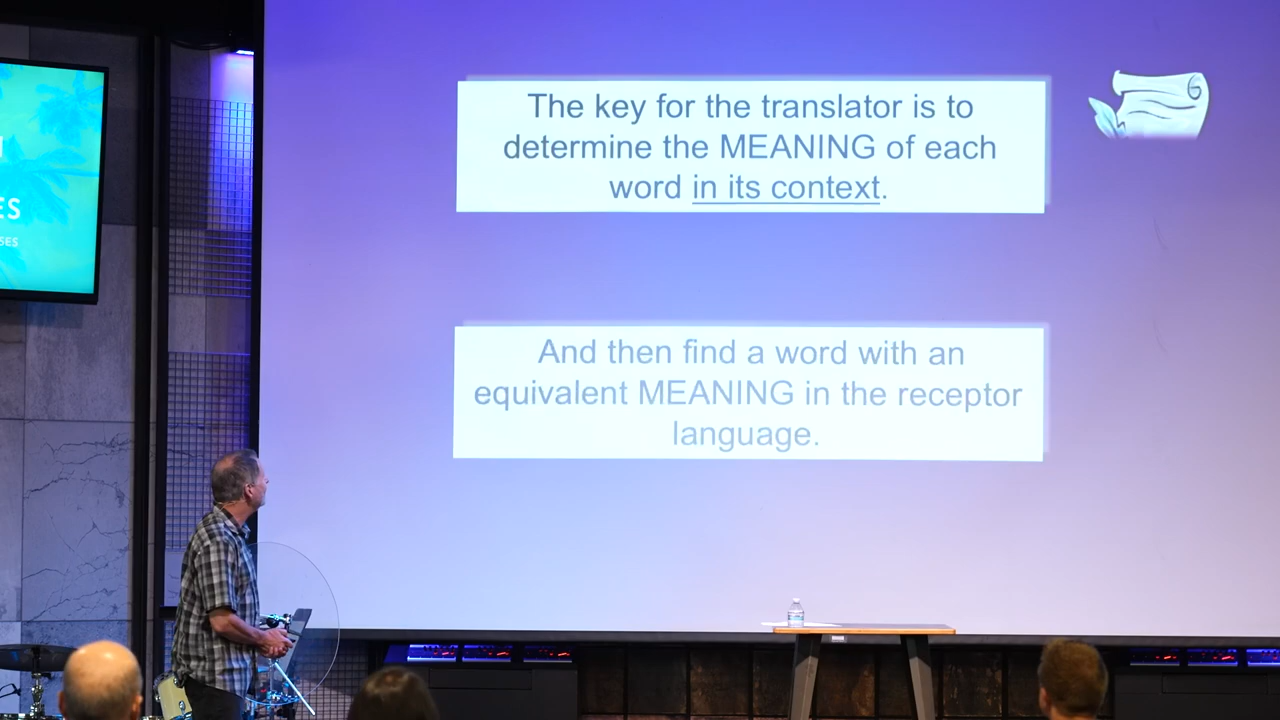 The key for the translator is to
determine the MEANING of each
word in its context.
And then find a word with an
equivalent MEANING in the receptor
language.